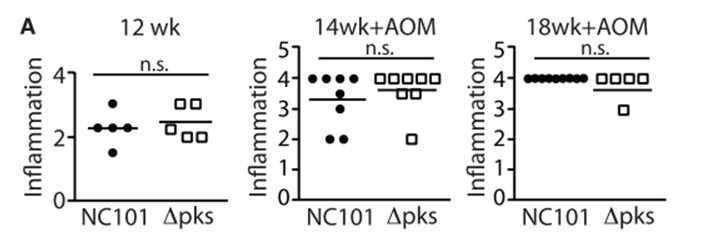 A
12 wk
n.s.
Inflammation
4
2
0
NC101 Δpks
14wk+AOM
n.s.
Inflammation
5
4
3
2
1
0
NC101 Δpks
18wk+AOM
n.s.
Inflammation
5
4
3
2
1
0
NC101 Δpks